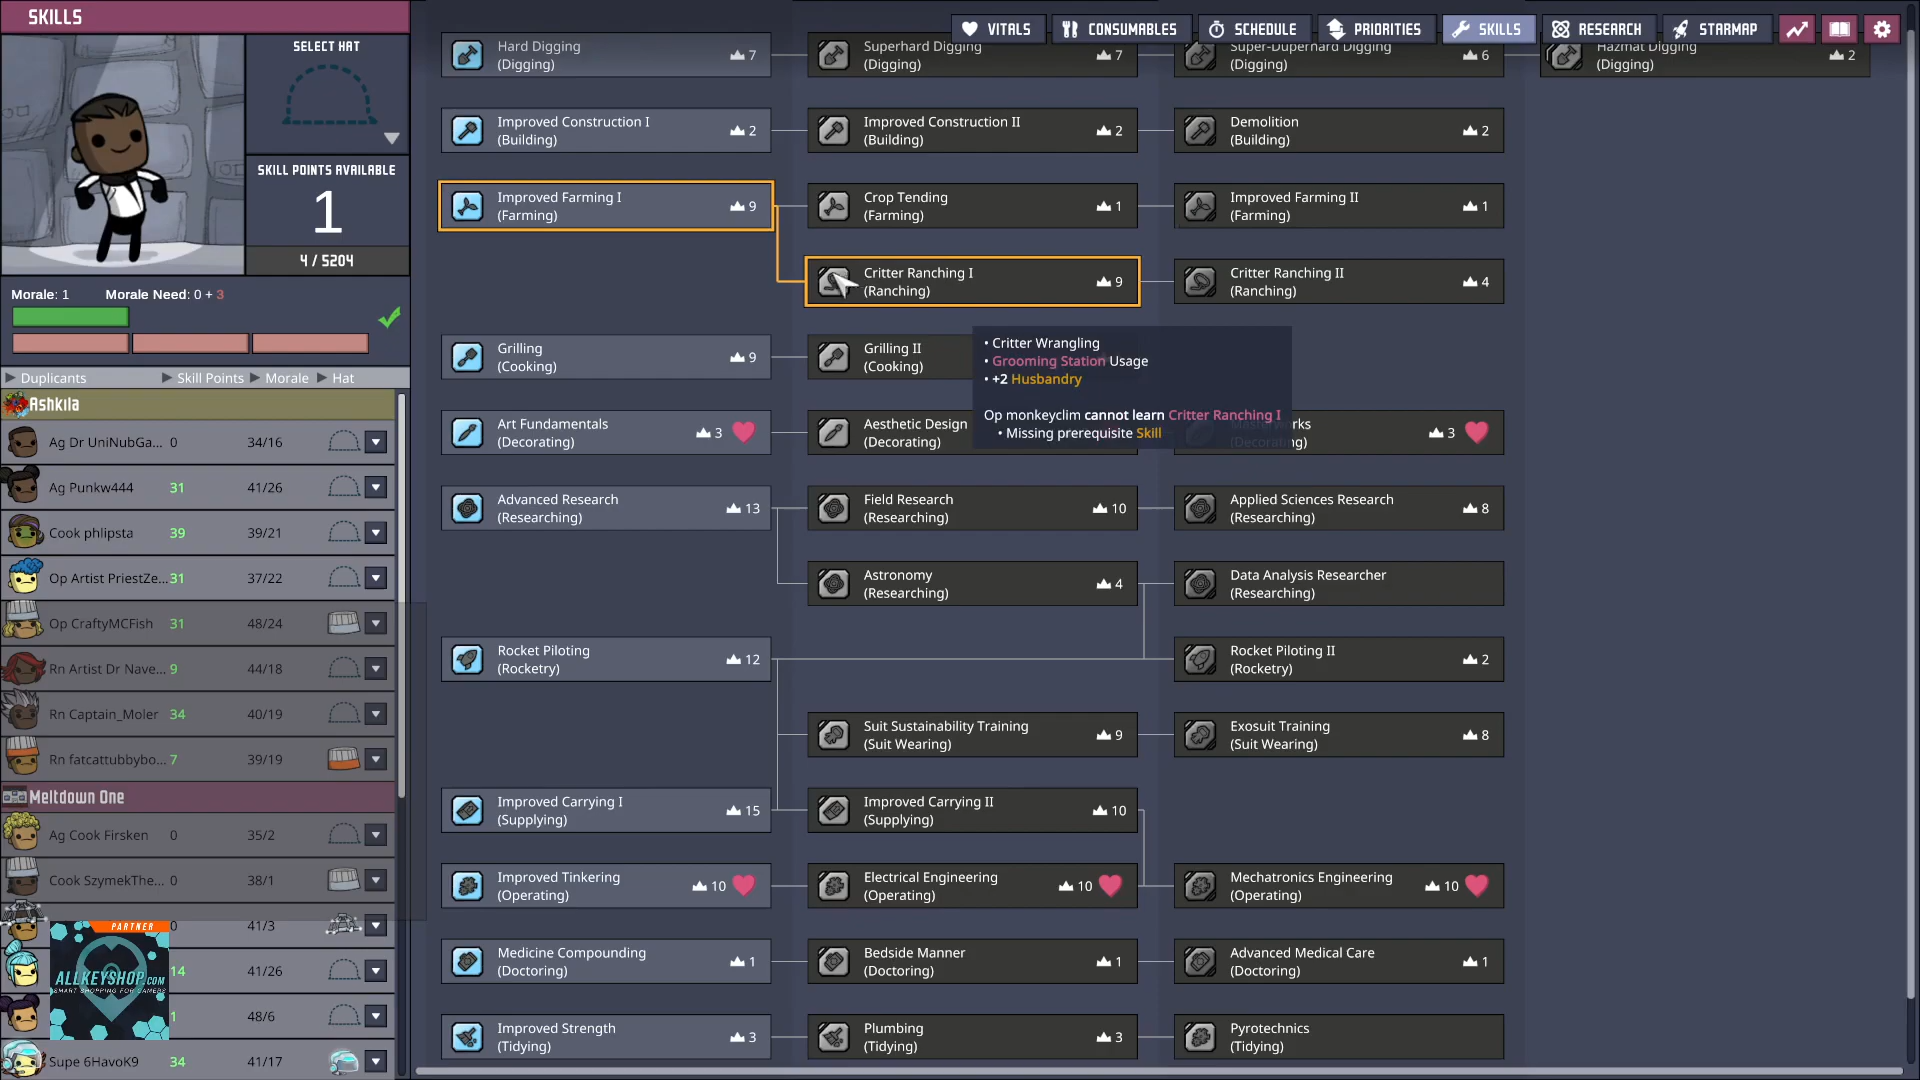 SKILLS
SELECT HAT
SKILL POINTS AVAILABLE
1
4 / 5204
Morale: 1
Morale Need: 0 + 3
Duplicants
Skill Points
Morale
Hat
Ashkila
Ag Dr UniNubGa... 0 34/16
Ag Punkw444 31 41/26
Cook phlipsta 39 39/21
Op Artist PriestZe... 31 37/22
Op CraftyMCFish 31 48/24
Rn Artist Dr Nave... 9 44/18
Rn Captain_Moler 34 40/19
Rn fatcattubbybo... 7 39/19
Meltdown One
Ag Cook Firsken 0 35/2
Cook SzymekThe... 0 38/1
0 41/3
14 41/26
1 48/6
Supe 6HavoK9 34 41/17
PARTNER
ALLKEYSHOP.COM
SMART SHOPPING FOR GAMERS
VITALS
CONSUMABLES
SCHEDULE
PRIORITIES
SKILLS
RESEARCH
STARMAP
Hard Digging
(Digging)
7
Superhard Digging
(Digging)
7
Super-Duperhard Digging
(Digging)
6
Hazmat Digging
(Digging)
2
Improved Construction I
(Building)
2
Improved Construction II
(Building)
2
Demolition
(Building)
2
Improved Farming I
(Farming)
9
Crop Tending
(Farming)
1
Improved Farming II
(Farming)
1
Critter Ranching I
(Ranching)
9
Critter Ranching II
(Ranching)
4
Grilling
(Cooking)
9
Grilling II
(Cooking)
• Critter Wrangling
• Grooming Station Usage
• +2 Husbandry
Op monkeyclim cannot learn Critter Ranching I
• Missing prerequisite Skill
Art Fundamentals
(Decorating)
3
Aesthetic Design
(Decorating)
(Decorating)
3
Advanced Research
(Researching)
13
Field Research
(Researching)
10
Applied Sciences Research
(Researching)
8
Astronomy
(Researching)
4
Data Analysis Researcher
(Researching)
Rocket Piloting
(Rocketry)
12
Rocket Piloting II
(Rocketry)
2
Suit Sustainability Training
(Suit Wearing)
9
Exosuit Training
(Suit Wearing)
8
Improved Carrying I
(Supplying)
15
Improved Carrying II
(Supplying)
10
Improved Tinkering
(Operating)
10
Electrical Engineering
(Operating)
10
Mechatronics Engineering
(Operating)
10
Medicine Compounding
(Doctoring)
1
Bedside Manner
(Doctoring)
1
Advanced Medical Care
(Doctoring)
1
Improved Strength
(Tidying)
3
Plumbing
(Tidying)
3
Pyrotechnics
(Tidying)